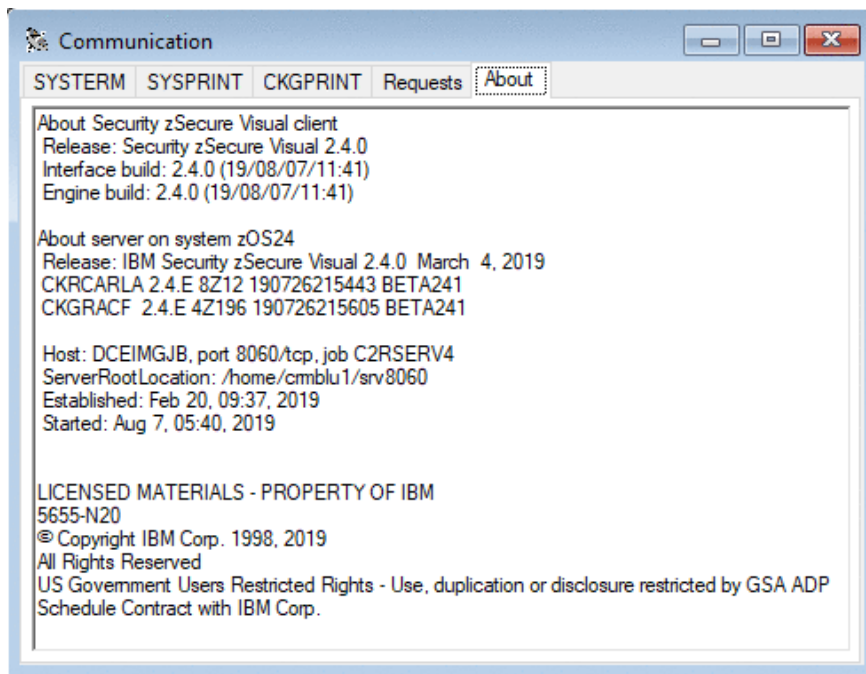 Communication
SYSTERM SYSPRINT CKGPRINT Requests About
About Security zSecure Visual client
Release: Security zSecure Visual 2.4.0
Interface build: 2.4.0 (19/08/07/11:41)
Engine build: 2.4.0 (19/08/07/11:41)
About server on system zOS24
Release: IBM Security zSecure Visual 2.4.0 March 4, 2019
CKRCARLA 2.4.E 8Z12 190726215443 BETA241
CKGRACF 2.4.E 4Z196 190726215605 BETA241
Host: DCEIMGJB, port 8060/tcp, job C2RSERV4
ServerRootLocation: /home/crmblu1/srv8060
Established: Feb 20, 09:37, 2019
Started: Aug 7, 05:40, 2019
LICENSED MATERIALS - PROPERTY OF IBM
5655-N20
© Copyright IBM Corp. 1998, 2019
All Rights Reserved
US Government Users Restricted Rights - Use, duplication or disclosure restricted by GSA ADP
Schedule Contract with IBM Corp.